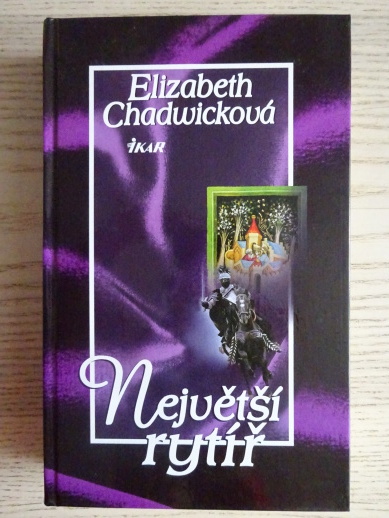 Elizabeth
Chadwicková
IKAR
Největší
rytíř